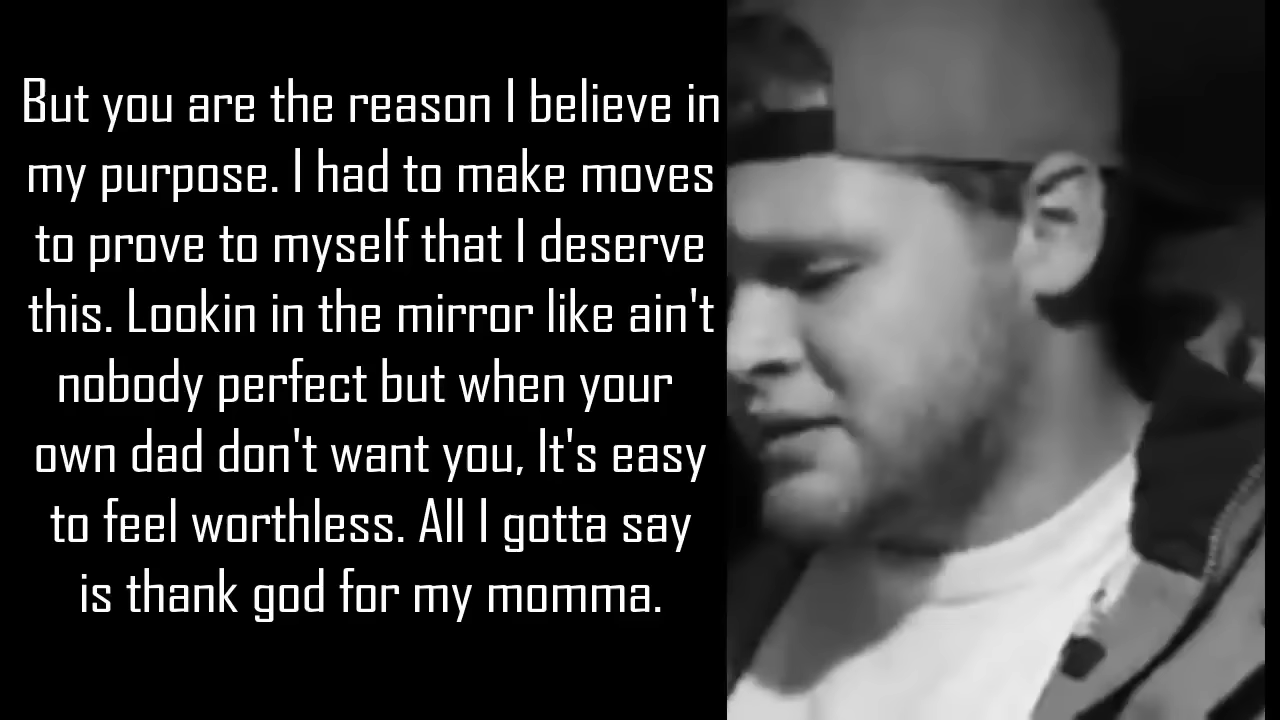 But you are the reason I believe in
my purpose. I had to make moves
to prove to myself that I deserve
this. Lookin in the mirror like ain't
nobody perfect but when your
own dad don't want you, It's easy
to feel worthless. All I gotta say
is thank god for my momma.